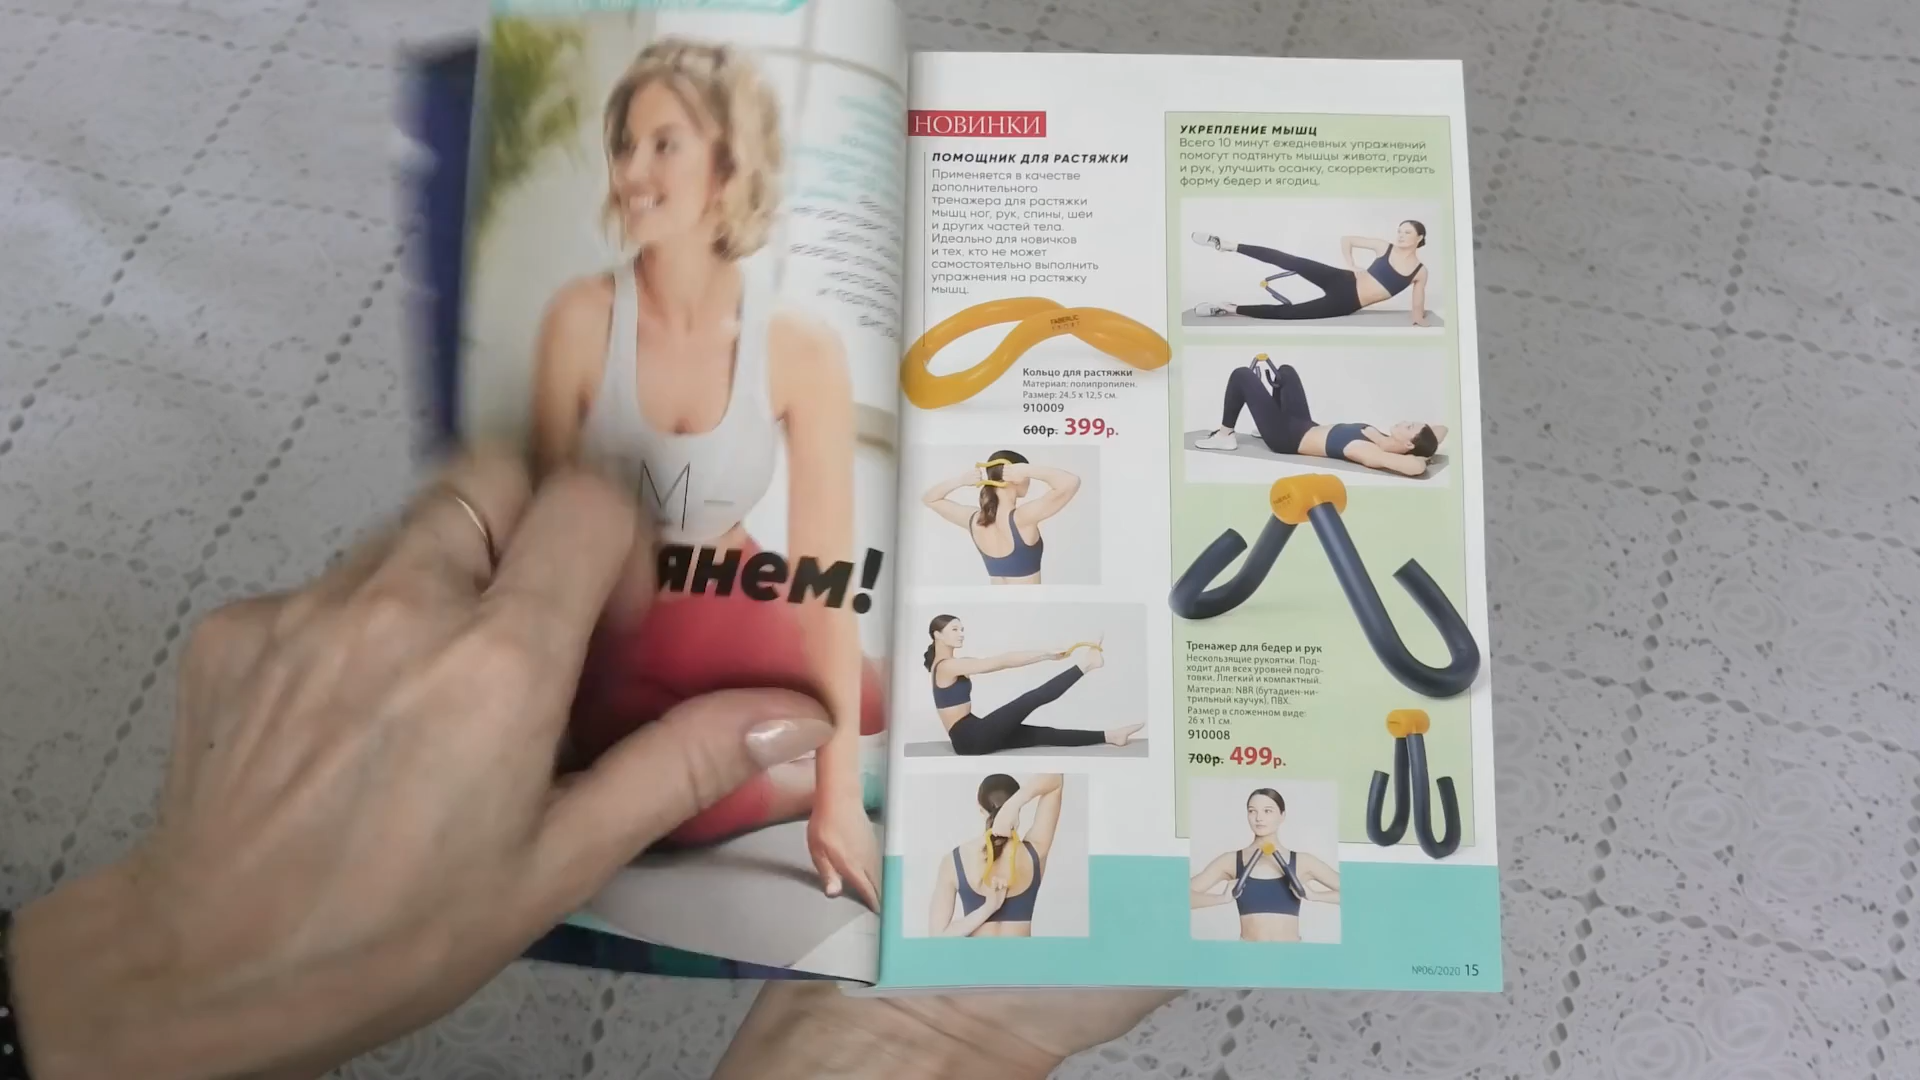 М
янем!
НОВИНКИ
ПОМОЩНИК ДЛЯ РАСТЯЖКИ
Применяется в качестве
дополнительного
тренажера для растяжки
мышц ног, рук, спины, шеи
и других частей тела.
Идеально для новичков
и тех, кто не может
самостоятельно выполнить
упражнения на растяжку
мышц.
FABERLIC
SPORT
Кольцо для растяжки
Материал: полипропилен.
Размер: 24.5 х 12,5 см.
910009
600р. 399р.
УКРЕПЛЕНИЕ МЫШЦ
Всего 10 минут ежедневных упражнений
помогут подтянуть мышцы живота, груди
и рук, улучшить осанку, скорректировать
форму бедер и ягодиц.
Тренажер для бедер и рук
Нескользящие рукоятки. Под-
ходит для всех уровней подго-
товки. Ллегкий и компактный.
Материал: NBR (бутадиен-ни-
трильный каучук), ПВХ.
Размер в сложенном виде:
26 х 11 см.
910008
700р. 499р.
№06/2020 15